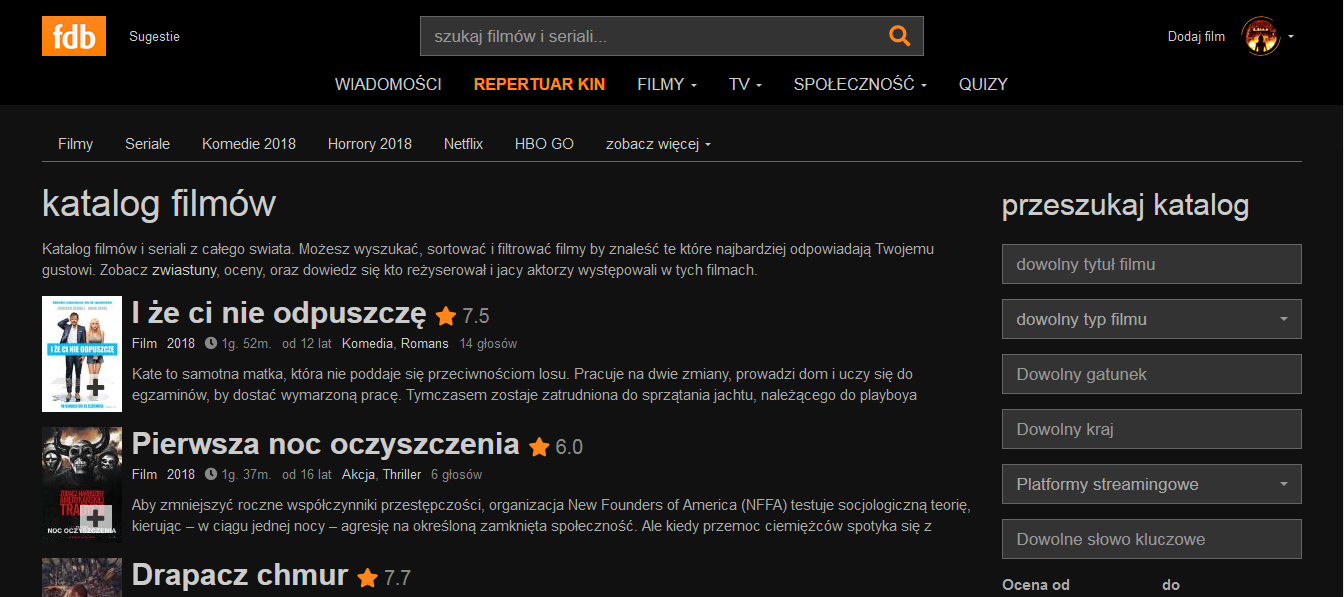 fdb
Sugestie
szukaj filmów i seriali...
Dodaj film
WIADOMOŚCI
REPERTUAR KIN
FILMY
TV
SPOŁECZNOŚĆ
QUIZY
Filmy
Seriale
Komedie 2018
Horrory 2018
Netflix
HBO GO
zobacz więcej
katalog filmów
Katalog filmów i seriali z całego swiata. Możesz wyszukać, sortować i filtrować filmy by znaleść te które najbardziej odpowiadają Twojemu
gustowi. Zobacz zwiastuny, oceny, oraz dowiedz się kto reżyserował i jacy aktorzy występowali w tych filmach.
I ŻE CI NIE ODPUSZCZĘ
I że ci nie odpuszczę 7.5
Film 2018 1g. 52m. od 12 lat Komedia, Romans 14 głosów
Kate to samotna matka, która nie poddaje się przeciwnościom losu. Pracuje na dwie zmiany, prowadzi dom i uczy się do
egzaminów, by dostać wymarzoną pracę. Tymczasem zostaje zatrudniona do sprzątania jachtu, należącego do playboya
NOC OCZYSZCZENIA
Pierwsza noc oczyszczenia 6.0
Film 2018 1g. 37m. od 16 lat Akcja, Thriller 6 głosów
Aby zmniejszyć roczne współczynniki przestępczości, organizacja New Founders of America (NFFA) testuje socjologiczną teorię,
kierując – w ciągu jednej nocy – agresję na określoną zamknięta społeczność. Ale kiedy przemoc ciemiężców spotyka się z
Drapacz chmur 7.7
przeszukaj katalog
dowolny tytuł filmu
dowolny typ filmu
Dowolny gatunek
Dowolny kraj
Platformy streamingowe
Dowolne słowo kluczowe
Ocena od
do